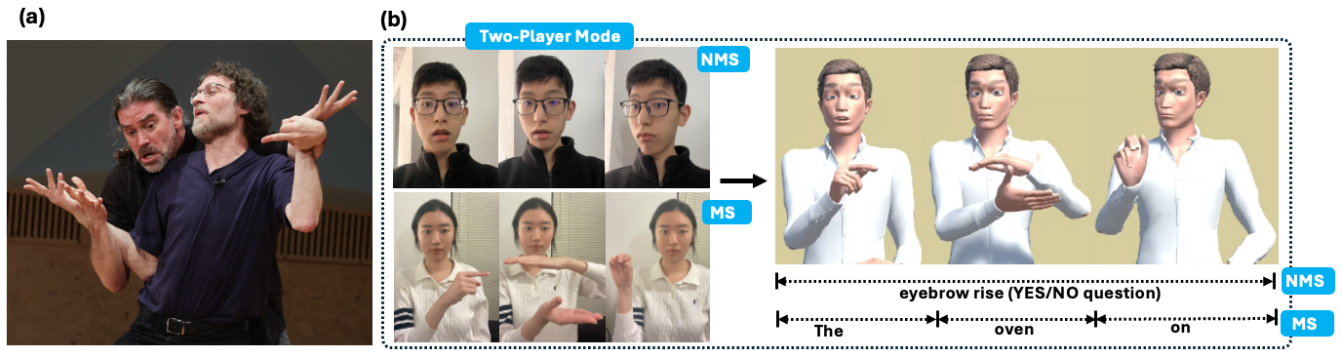 (a)
(b)
Two-Player Mode
NMS
MS
eyebrow rise (YES/NO question)
NMS
The
oven
on
MS